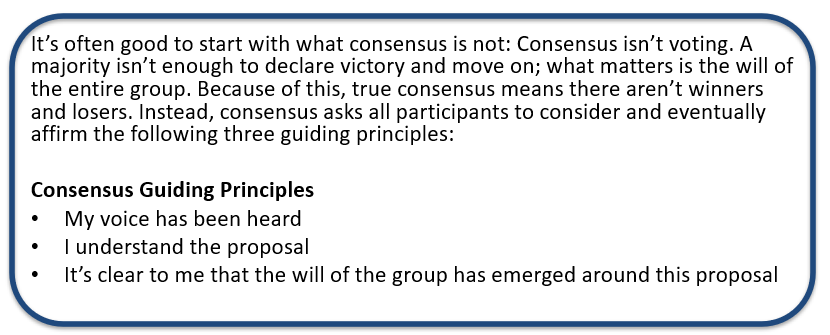 It’s often good to start with what consensus is not: Consensus isn’t voting. A
majority isn’t enough to declare victory and move on; what matters is the will of
the entire group. Because of this, true consensus means there aren’t winners
and losers. Instead, consensus asks all participants to consider and eventually
affirm the following three guiding principles:
Consensus Guiding Principles
• My voice has been heard
• I understand the proposal
• It’s clear to me that the will of the group has emerged around this proposal